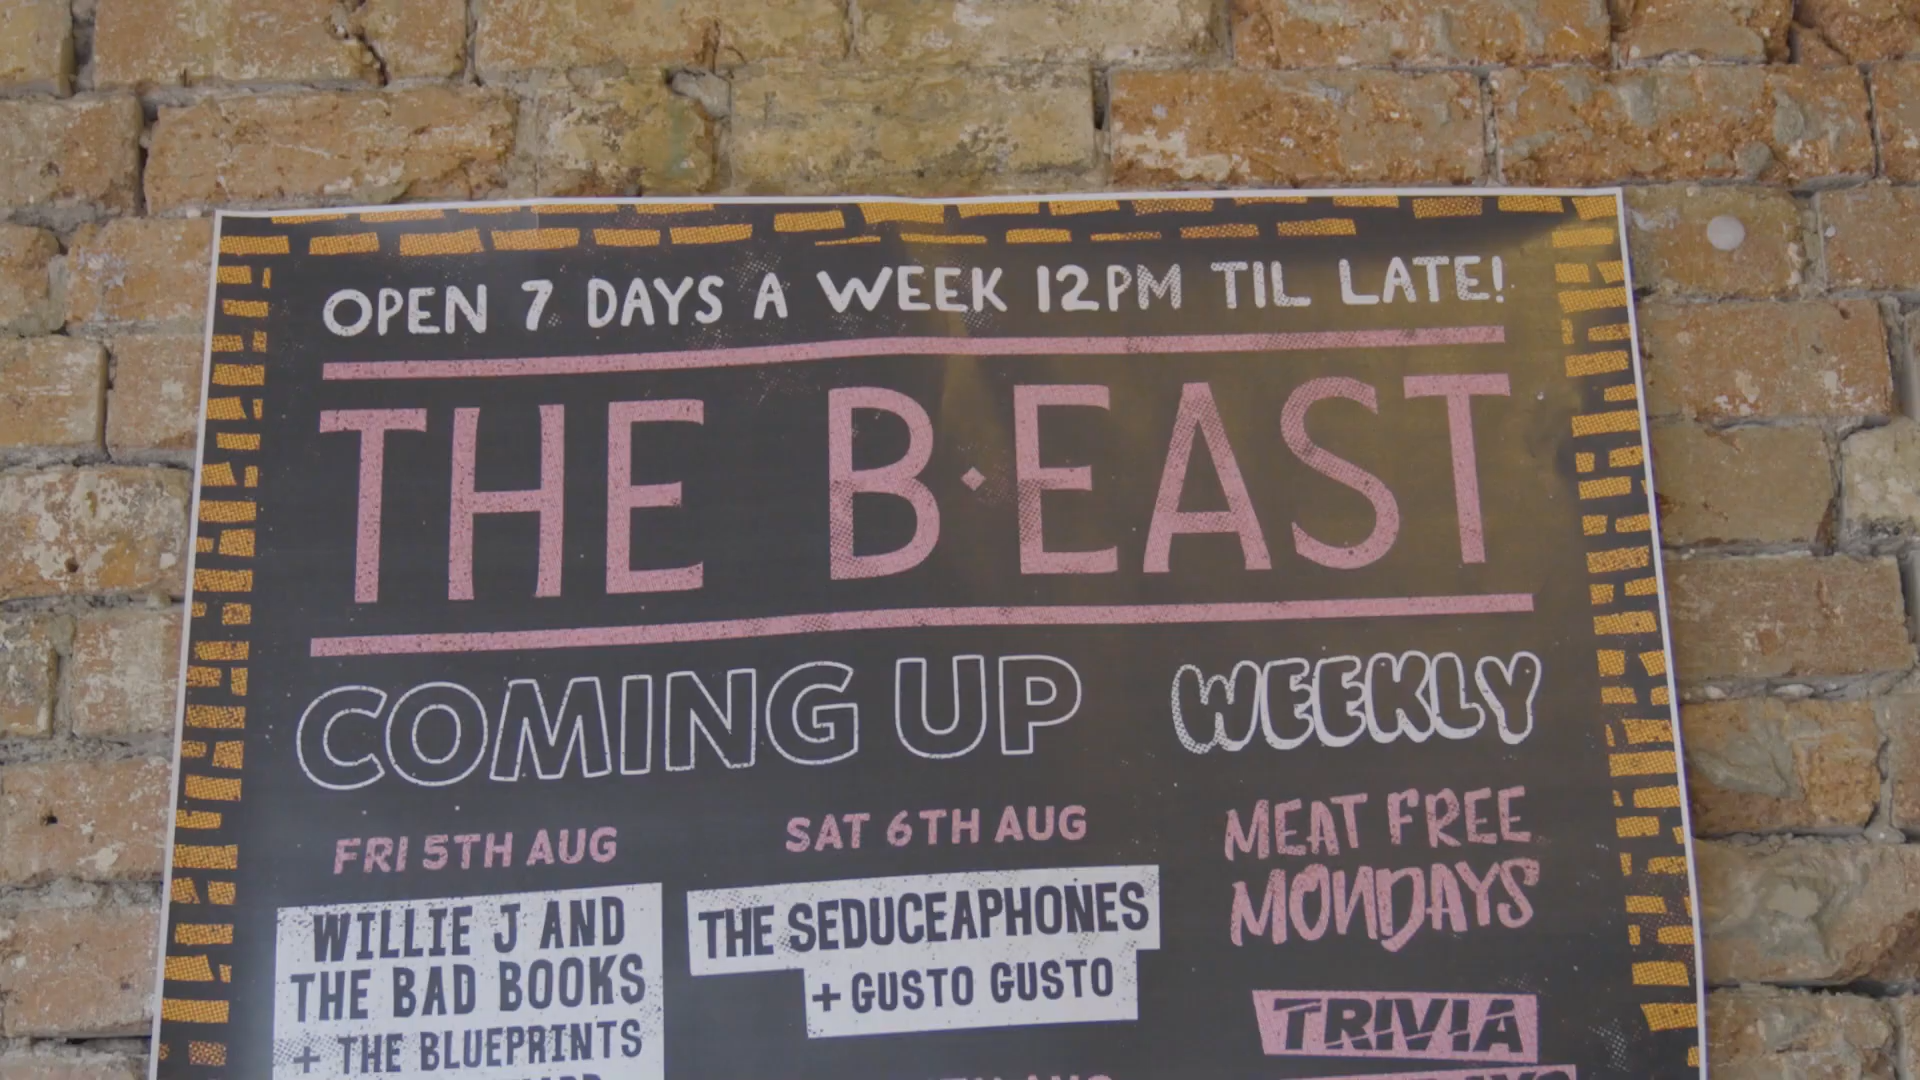 OPEN 7 DAYS A WEEK 12PM TIL LATE!
THE B·EAST
COMING UP
FRI 5TH AUG
WILLIE J AND
THE BAD BOOKS
+ THE BLUEPRINTS
SAT 6TH AUG
THE SEDUCEAPHONES
+ GUSTO GUSTO
WEEKLY
MEAT FREE
MONDAYS
TRIVIA